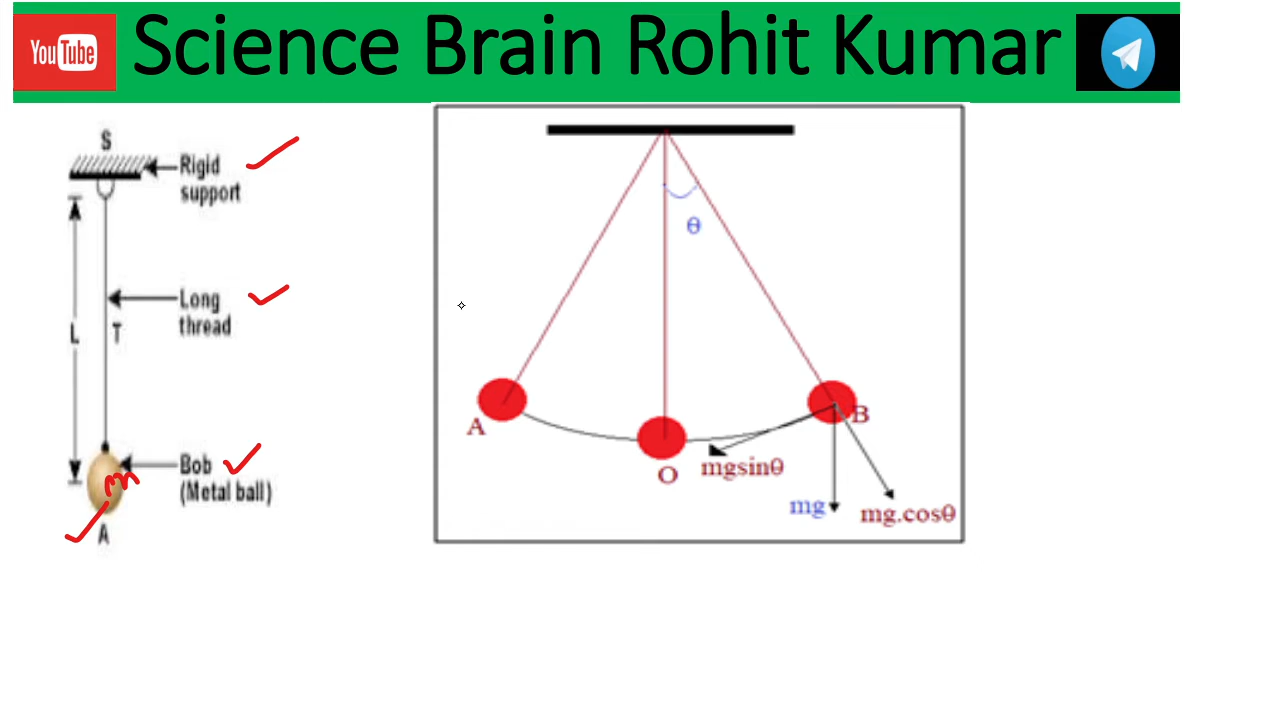 YouTube
Science Brain Rohit Kumar
S
Rigid
support
Long
thread
L
T
Bob
(Metal ball)
m
A
θ
A
B
O
mgsinθ
mg
mg.cosθ